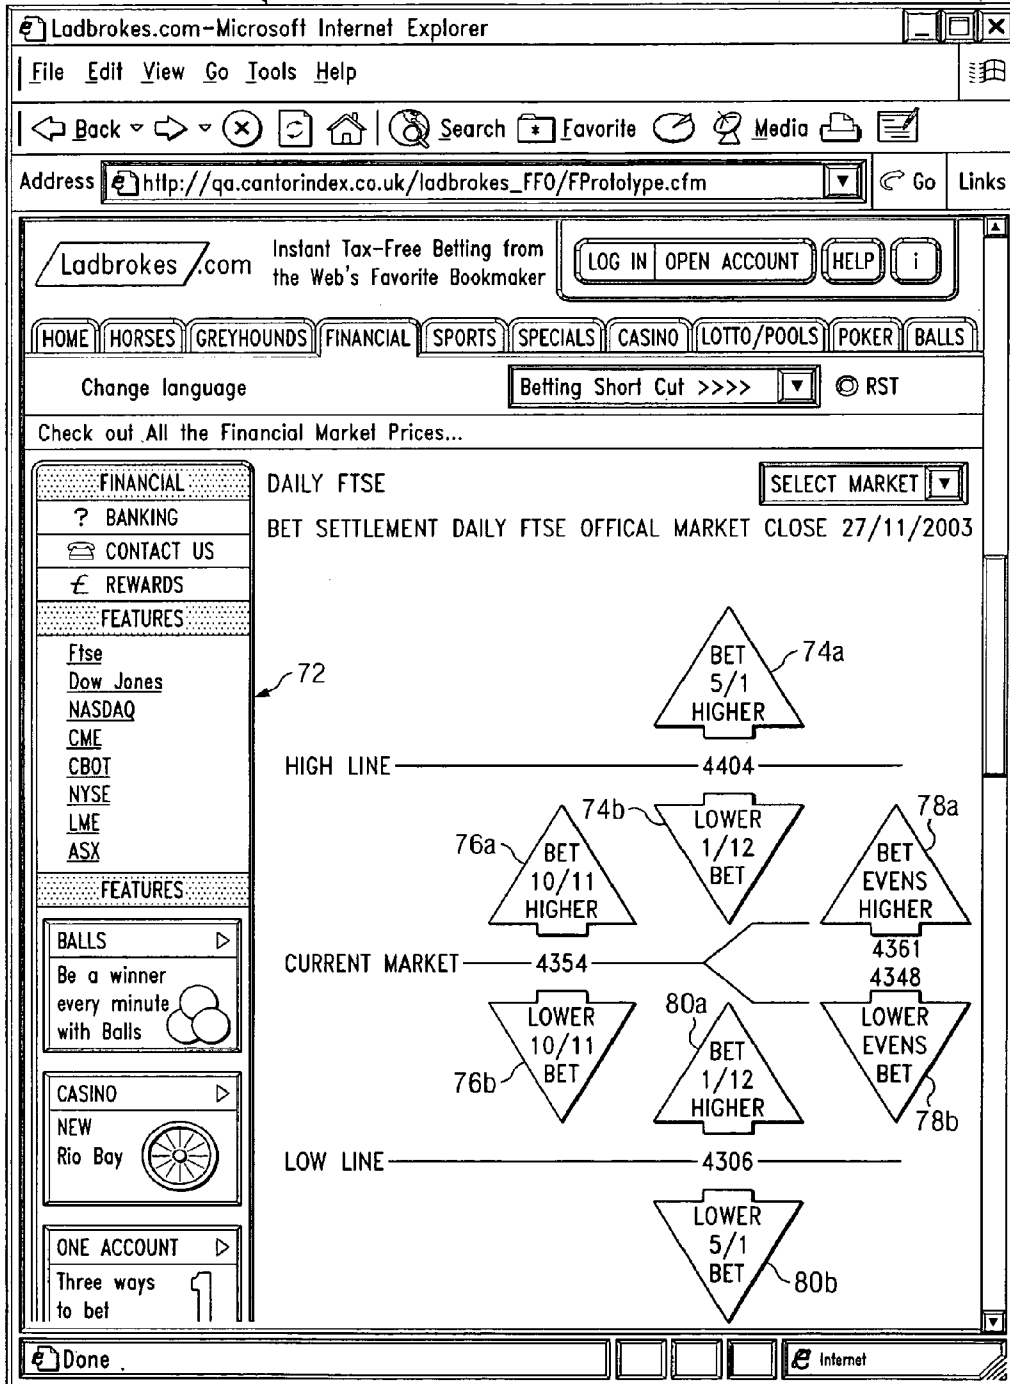 Ladbrokes.com-Microsoft Internet Explorer
File Edit View Go Tools Help
Back Search Favorite Media
Address http://qa.cantorindex.co.uk/ladbrokes_FFO/FPrototype.cfm Go Links
Ladbrokes.com
Instant Tax-Free Betting from
the Web's Favorite Bookmaker
LOG IN OPEN ACCOUNT HELP i
HOME HORSES GREYHOUNDS FINANCIAL SPORTS SPECIALS CASINO LOTTO/POOLS POKER BALLS
Change language Betting Short Cut >>>> RST
Check out All the Financial Market Prices...
FINANCIAL
? BANKING
CONTACT US
£ REWARDS
FEATURES
Ftse
Dow Jones
NASDAQ
CME
CBOT
NYSE
LME
ASX
FEATURES
BALLS
Be a winner
every minute
with Balls
CASINO
NEW
Rio Bay
ONE ACCOUNT
Three ways
to bet
1
72
DAILY FTSE SELECT MARKET
BET SETTLEMENT DAILY FTSE OFFICAL MARKET CLOSE 27/11/2003
BET
5/1
HIGHER
74a
HIGH LINE 4404
74b
LOWER
1/12
BET
76a
BET
10/11
HIGHER
78a
BET
EVENS
HIGHER
4361
CURRENT MARKET 4354
4348
LOWER
10/11
BET
76b
80a
BET
1/12
HIGHER
LOWER
EVENS
BET
78b
LOW LINE 4306
LOWER
5/1
BET
80b
Done Internet